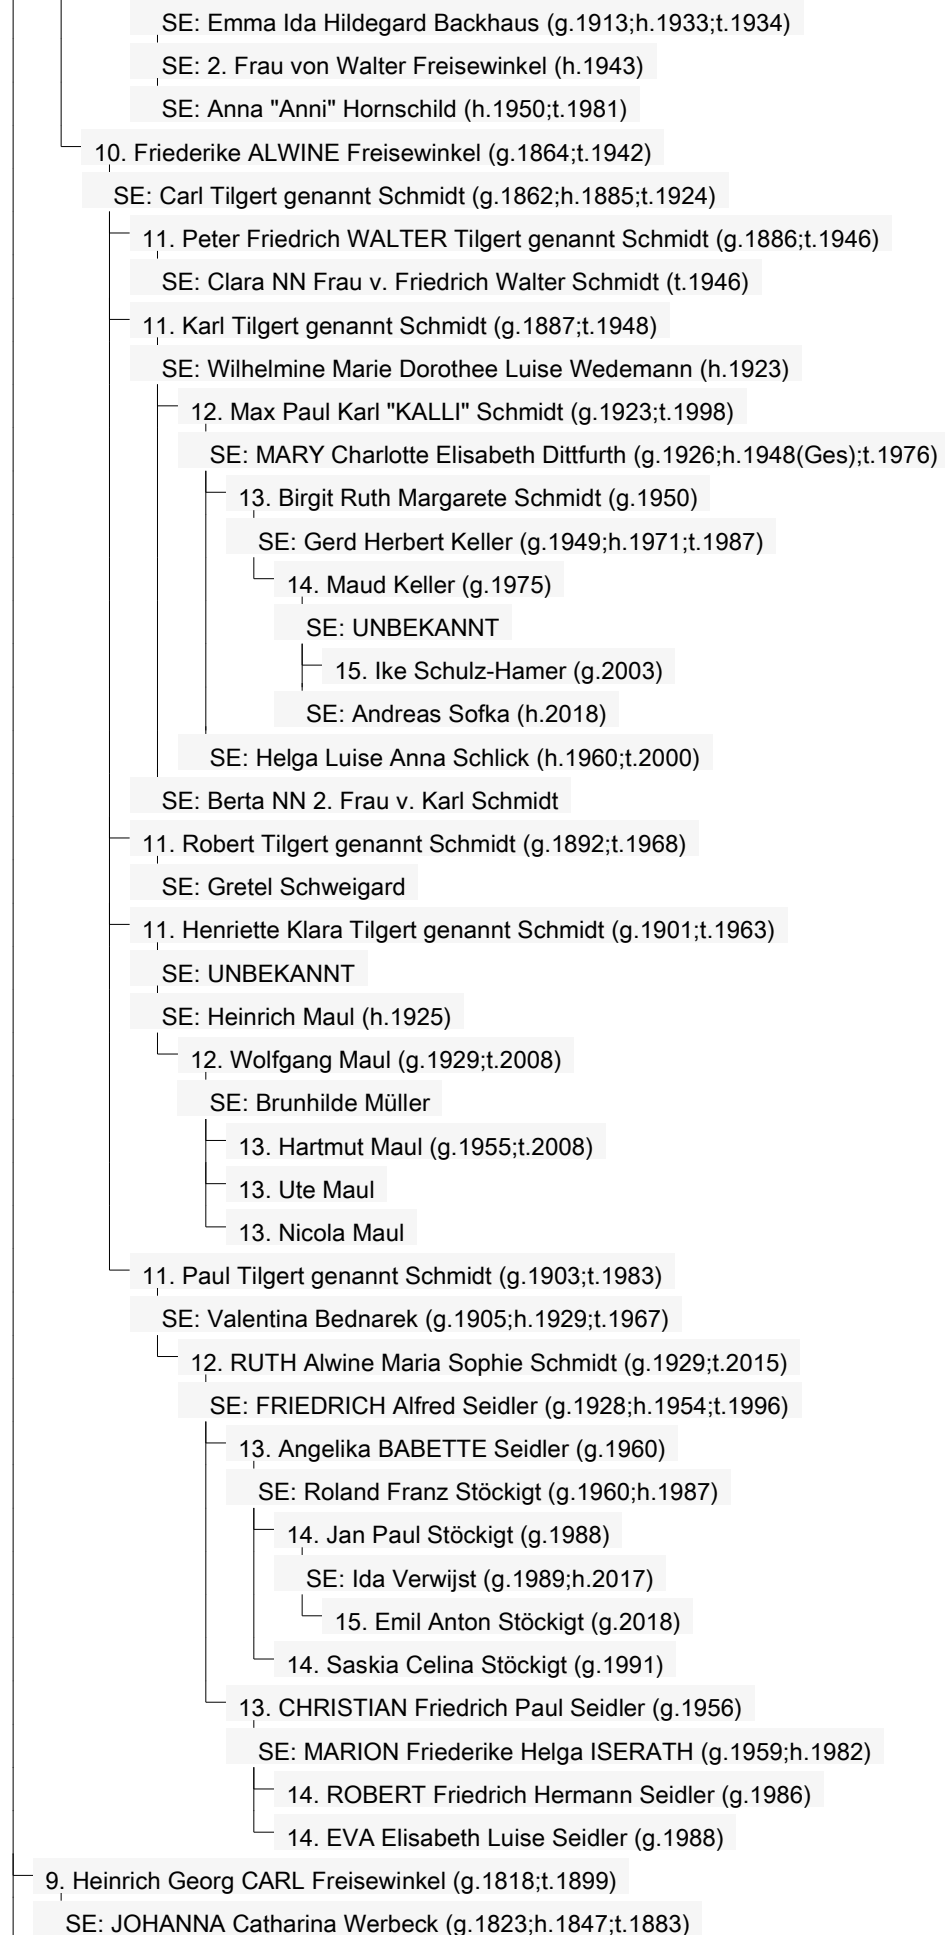 SE: Emma Ida Hildegard Backhaus (g.1913;h.1933;t.1934)
SE: 2. Frau von Walter Freisewinkel (h.1943)
SE: Anna "Anni" Hornschild (h.1950;t.1981)
10. Friederike ALWINE Freisewinkel (g.1864;t.1942)
SE: Carl Tilgert genannt Schmidt (g.1862;h.1885;t.1924)
11. Peter Friedrich WALTER Tilgert genannt Schmidt (g.1886;t.1946)
SE: Clara NN Frau v. Friedrich Walter Schmidt (t.1946)
11. Karl Tilgert genannt Schmidt (g.1887;t.1948)
SE: Wilhelmine Marie Dorothee Luise Wedemann (h.1923)
12. Max Paul Karl "KALLI" Schmidt (g.1923;t.1998)
SE: MARY Charlotte Elisabeth Dittfurth (g.1926;h.1948(Ges);t.1976)
13. Birgit Ruth Margarete Schmidt (g.1950)
SE: Gerd Herbert Keller (g.1949;h.1971;t.1987)
14. Maud Keller (g.1975)
SE: UNBEKANNT
15. Ike Schulz-Hamer (g.2003)
SE: Andreas Sofka (h.2018)
SE: Helga Luise Anna Schlick (h.1960;t.2000)
SE: Berta NN 2. Frau v. Karl Schmidt
11. Robert Tilgert genannt Schmidt (g.1892;t.1968)
SE: Gretel Schweigard
11. Henriette Klara Tilgert genannt Schmidt (g.1901;t.1963)
SE: UNBEKANNT
SE: Heinrich Maul (h.1925)
12. Wolfgang Maul (g.1929;t.2008)
SE: Brunhilde Müller
13. Hartmut Maul (g.1955;t.2008)
13. Ute Maul
13. Nicola Maul
11. Paul Tilgert genannt Schmidt (g.1903;t.1983)
SE: Valentina Bednarek (g.1905;h.1929;t.1967)
12. RUTH Alwine Maria Sophie Schmidt (g.1929;t.2015)
SE: FRIEDRICH Alfred Seidler (g.1928;h.1954;t.1996)
13. Angelika BABETTE Seidler (g.1960)
SE: Roland Franz Stöckigt (g.1960;h.1987)
14. Jan Paul Stöckigt (g.1988)
SE: Ida Verwijst (g.1989;h.2017)
15. Emil Anton Stöckigt (g.2018)
14. Saskia Celina Stöckigt (g.1991)
13. CHRISTIAN Friedrich Paul Seidler (g.1956)
SE: MARION Friederike Helga ISERATH (g.1959;h.1982)
14. ROBERT Friedrich Hermann Seidler (g.1986)
14. EVA Elisabeth Luise Seidler (g.1988)
9. Heinrich Georg CARL Freisewinkel (g.1818;t.1899)
SE: JOHANNA Catharina Werbeck (g.1823;h.1847;t.1883)